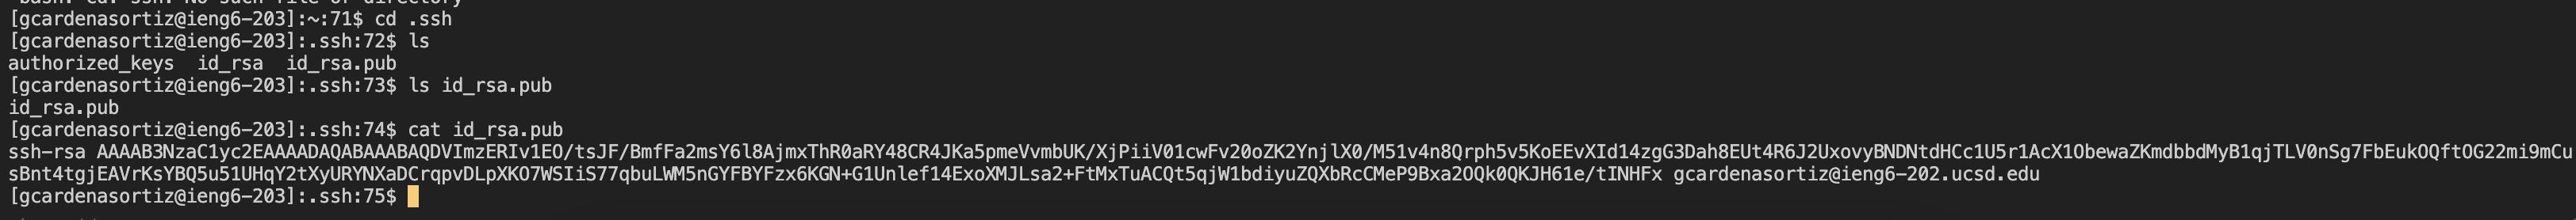 [gcardenasortiz@ieng6-203]:~:71$ cd .ssh
[gcardenasortiz@ieng6-203]:.ssh:72$ ls
authorized_keys  id_rsa  id_rsa.pub
[gcardenasortiz@ieng6-203]:.ssh:73$ ls id_rsa.pub
id_rsa.pub
[gcardenasortiz@ieng6-203]:.ssh:74$ cat id_rsa.pub
ssh-rsa AAAAB3NzaC1yc2EAAAADAQABAAABAQDVImzERIv1EO/tsJF/BmfFa2msY6l8AjmxThR0aRY48CR4JKa5pmeVvmbUK/XjPiiV01cwFv20oZK2YnjlX0/M51v4n8Qrph5v5KoEEvXId14zgG3Dah8EUt4R6J2UxovyBNDNtdHCc1U5r1AcX1ObewaZKmdbbdMyB1qjTLV0nSg7FbEukOQftOG22mi9mCu
sBnt4tgjEAVrKsYBQ5u51UHqY2tXyURYNXaDCrqpvDLpXKO7WSIiS77qbuLWM5nGYFBYFzx6KGN+G1Unlef14ExoXMJLsa2+FtMxTuACQt5qjW1bdiyuZQXbRcCMeP9Bxa2OQk0QKJH61e/tINHFx gcardenasortiz@ieng6-202.ucsd.edu
[gcardenasortiz@ieng6-203]:.ssh:75$